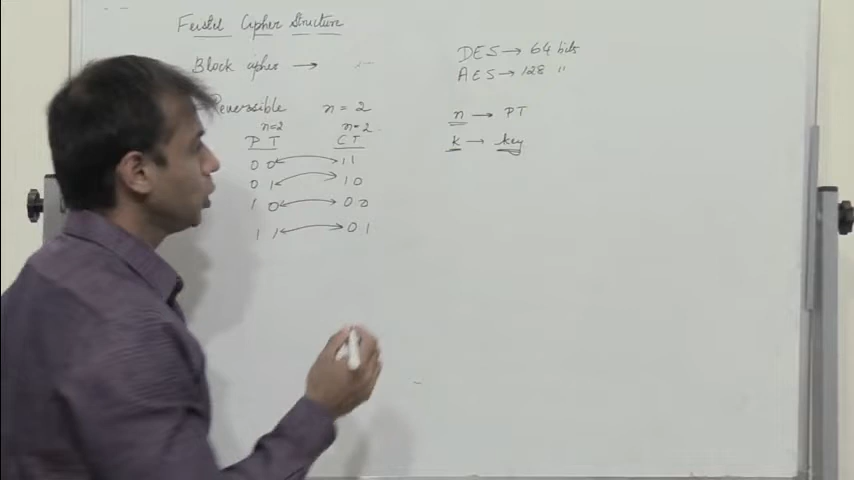 Feistel Cipher Structure
Block cipher →
DES → 64 bits
AES → 128 "
Reversible n = 2
n → PT
k → key
n=2 n=2
PT CT
0 0 1 1
0 1 1 0
1 0 0 0
1 1 0 1